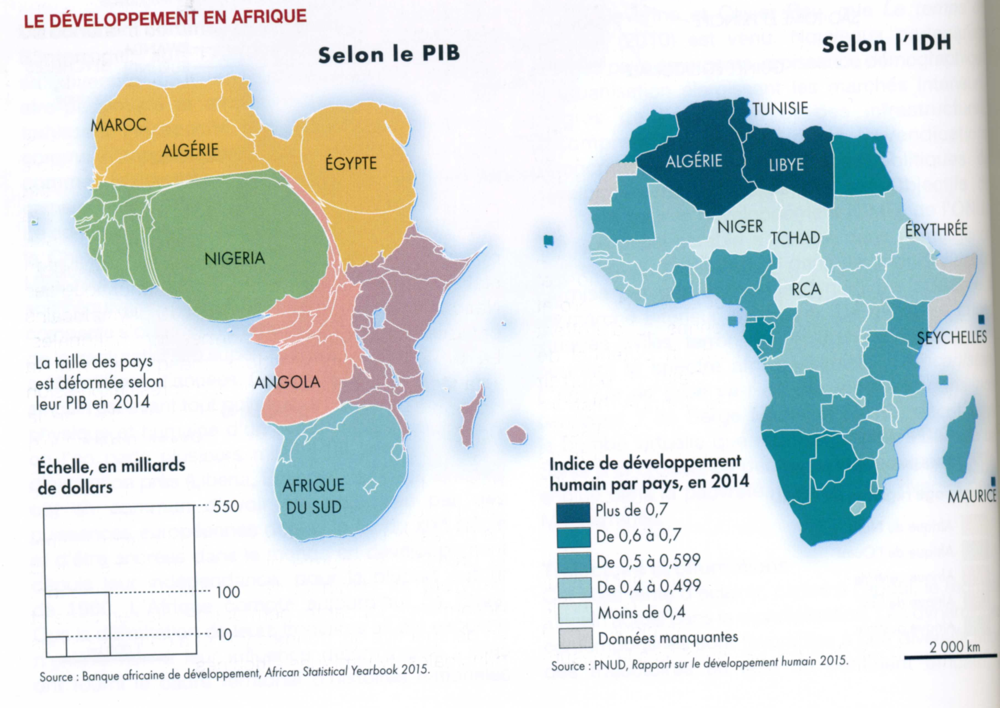 LE DÉVELOPPEMENT EN AFRIQUE
Selon le PIB
MAROC
ALGÉRIE
ÉGYPTE
NIGERIA
ANGOLA
AFRIQUE
DU SUD
La taille des pays
est déformée selon
leur PIB en 2014
Échelle, en milliards
de dollars
550
100
10
Source : Banque africaine de développement, African Statistical Yearbook 2015.
Selon l'IDH
TUNISIE
ALGÉRIE
LIBYE
NIGER
TCHAD
ÉRYTHRÉE
RCA
SEYCHELLES
MAURICE
Indice de développement
humain par pays, en 2014
Plus de 0,7
De 0,6 à 0,7
De 0,5 à 0,599
De 0,4 à 0,499
Moins de 0,4
Données manquantes
2 000 km
Source : PNUD, Rapport sur le développement humain 2015.